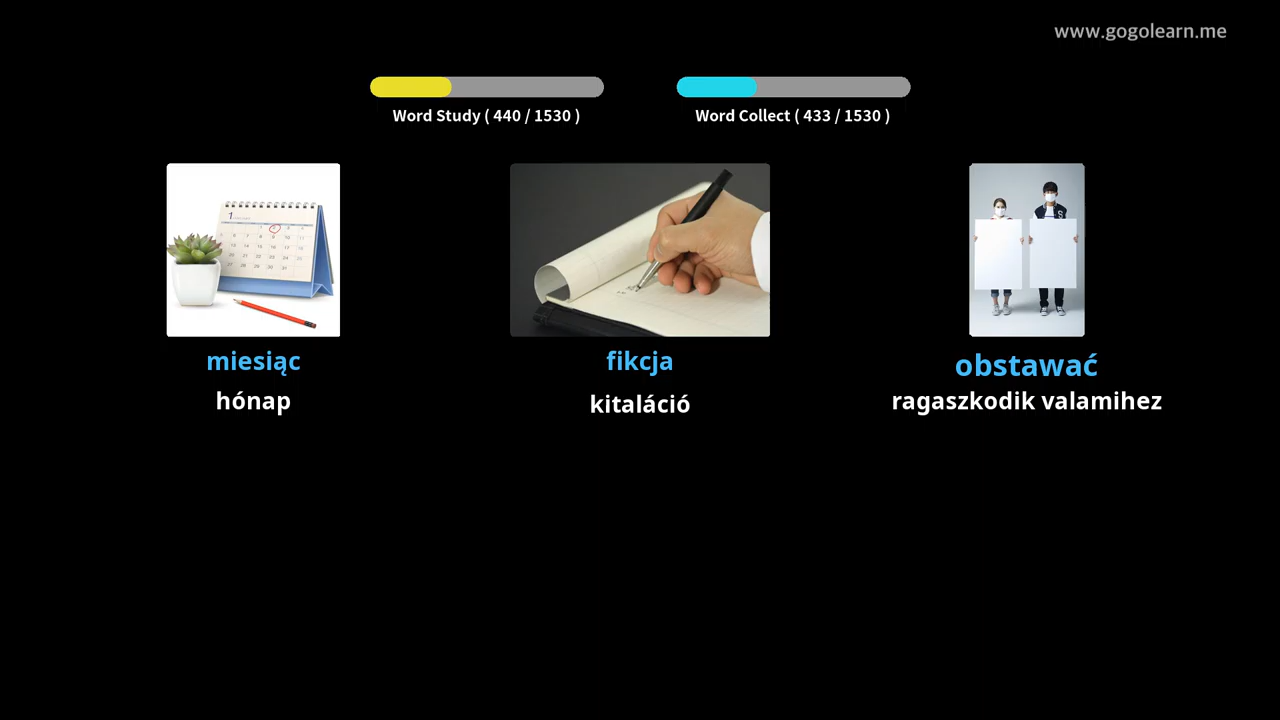 www.gogolearn.me
Word Study ( 440 / 1530 )
Word Collect ( 433 / 1530 )
miesiąc
fikcja
obstawać
hónap
kitaláció
ragaszkodik valamihez